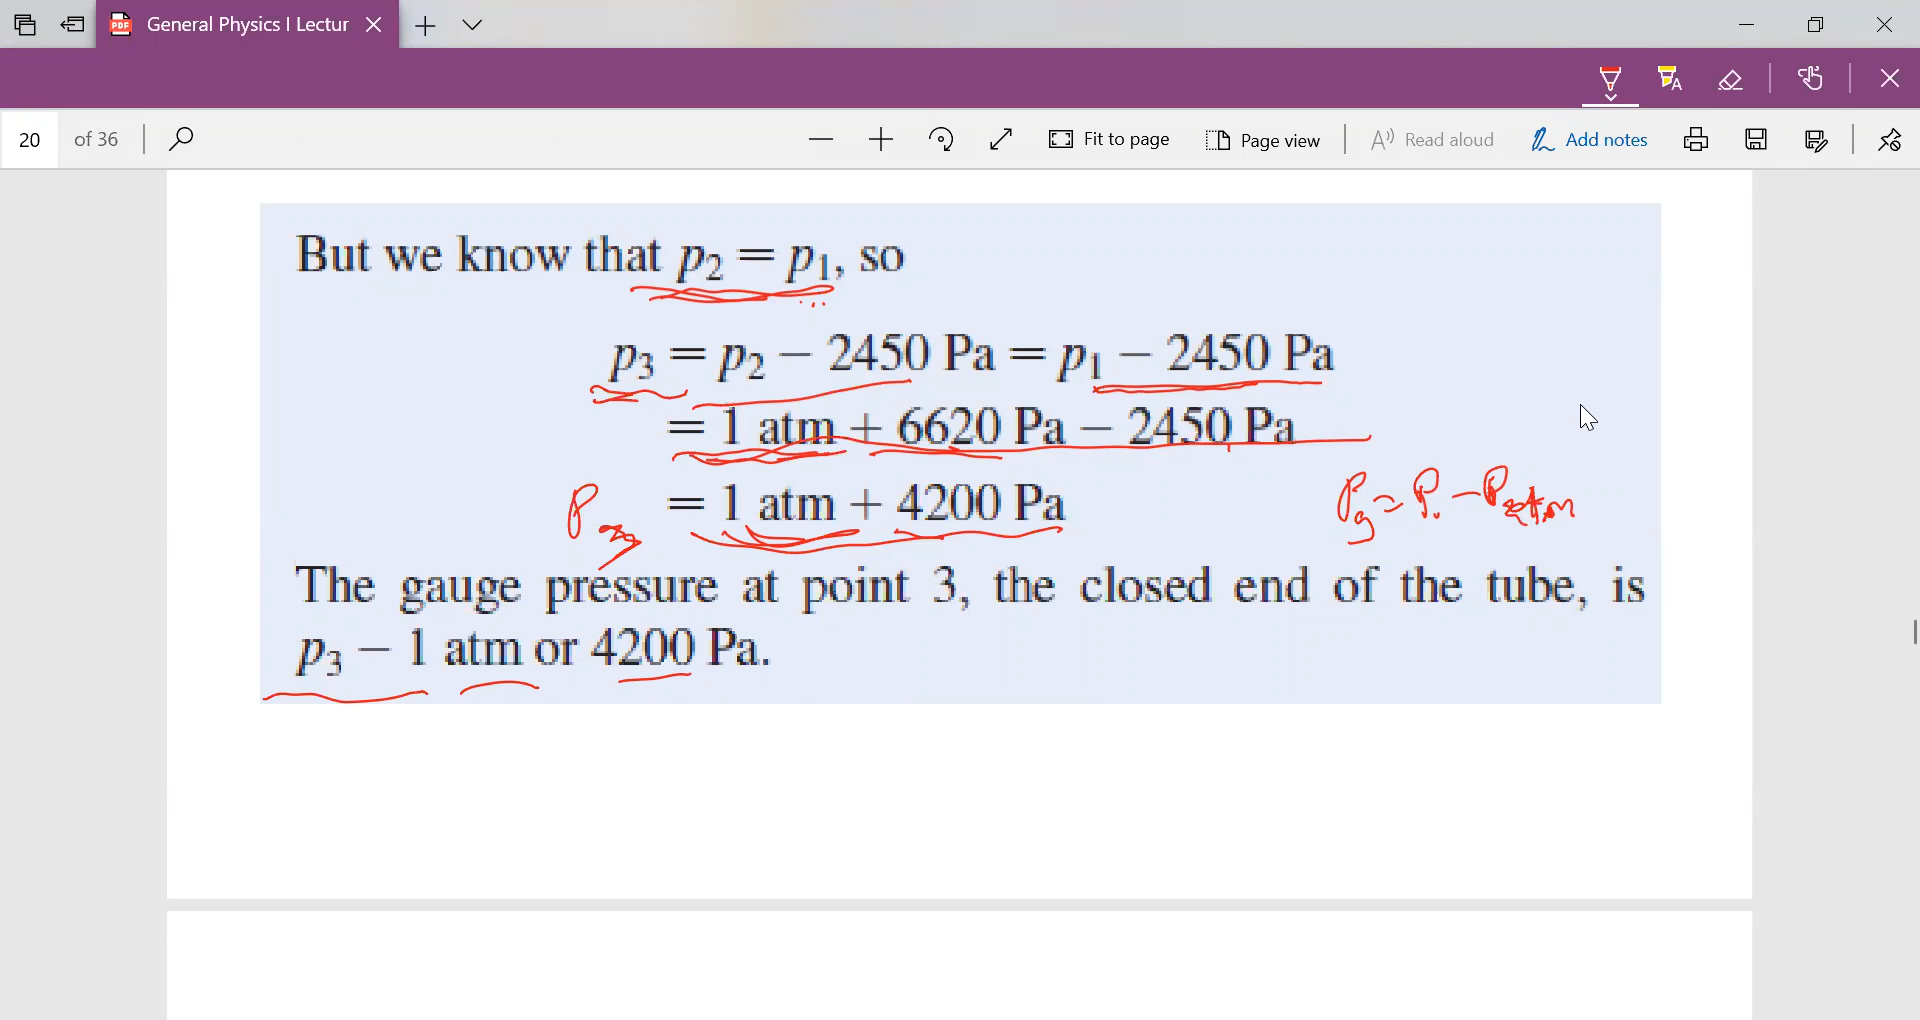 General Physics I Lectur
20 of 36
Fit to page
Page view
Read aloud
Add notes
But we know that p₂ = p₁, so
p₃ = p₂ − 2450 Pa = p₁ − 2450 Pa
= 1 atm + 6620 Pa − 2450 Pa
= 1 atm + 4200 Pa
P
Pg = P. − Patm
The gauge pressure at point 3, the closed end of the tube, is
p₃ − 1 atm or 4200 Pa.